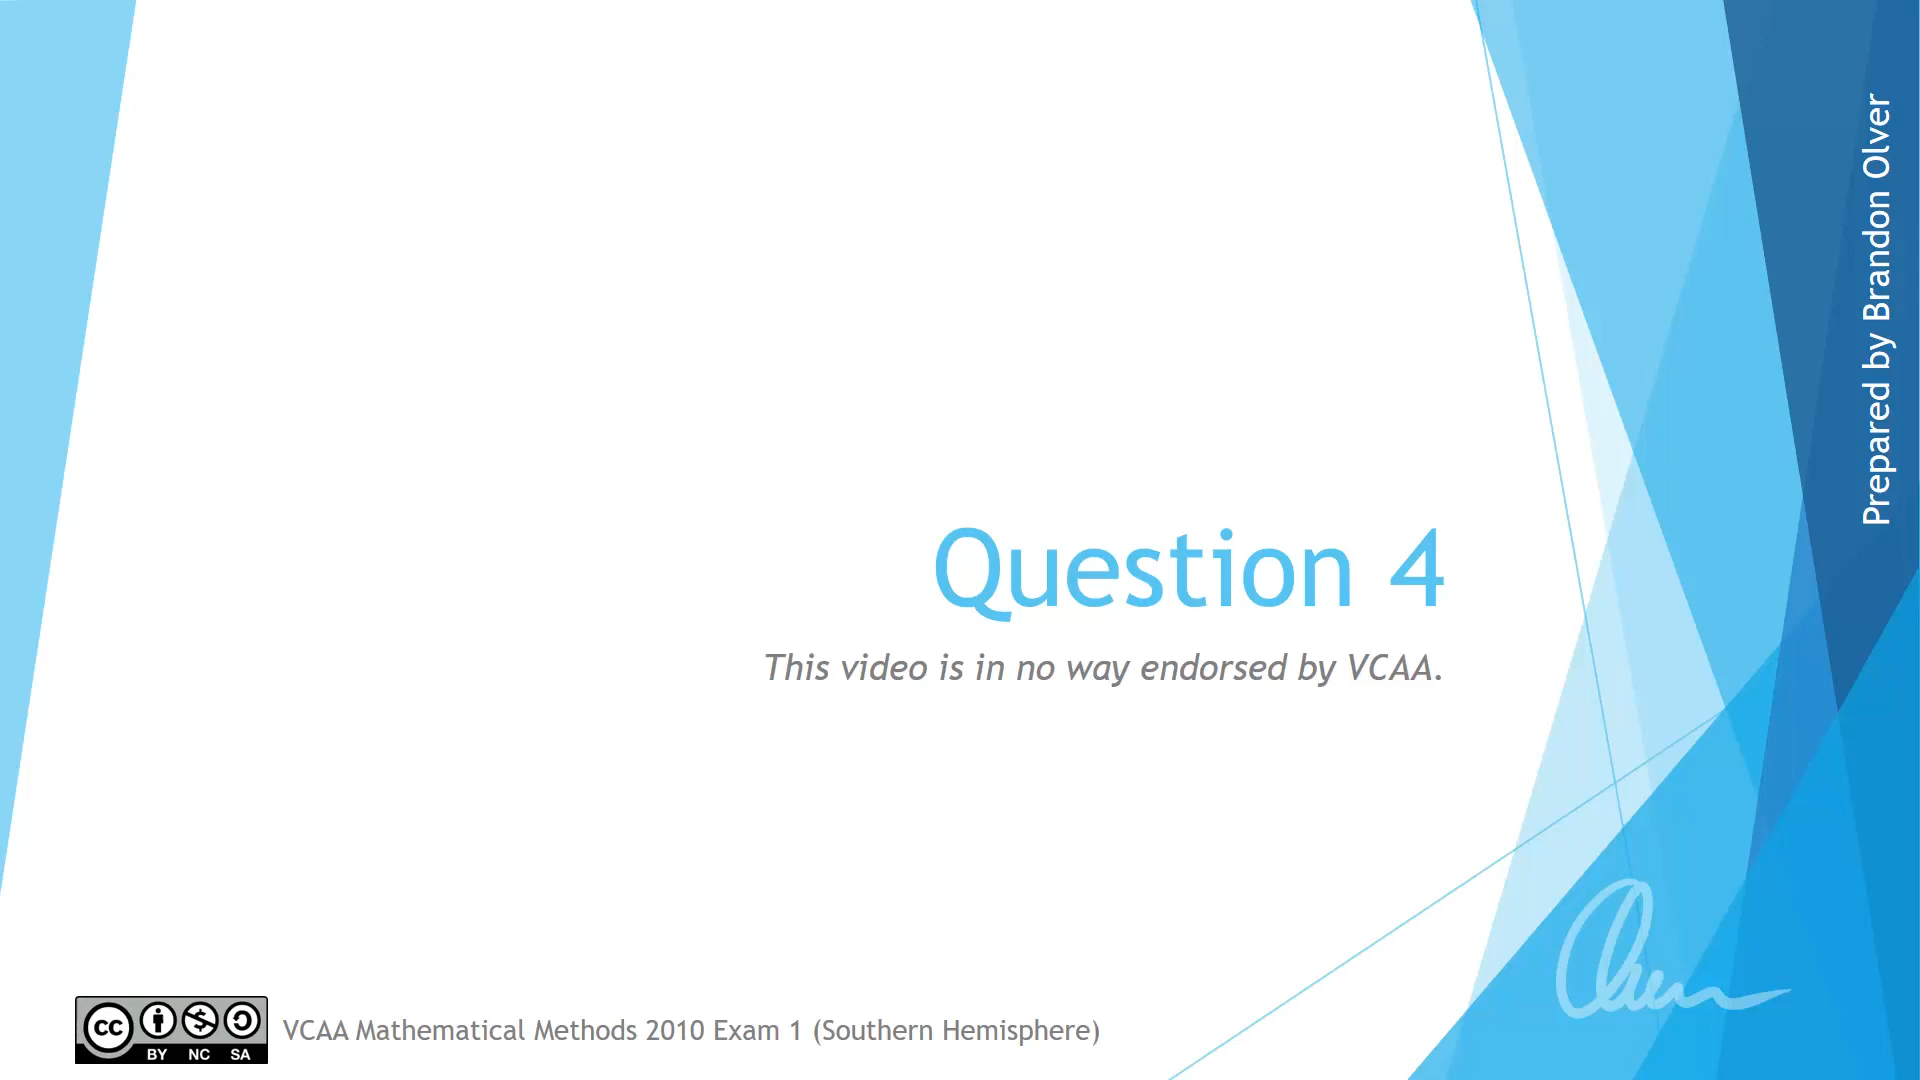 Prepared by Brandon Olver
Question 4
This video is in no way endorsed by VCAA.
CC BY NC SA
VCAA Mathematical Methods 2010 Exam 1 (Southern Hemisphere)